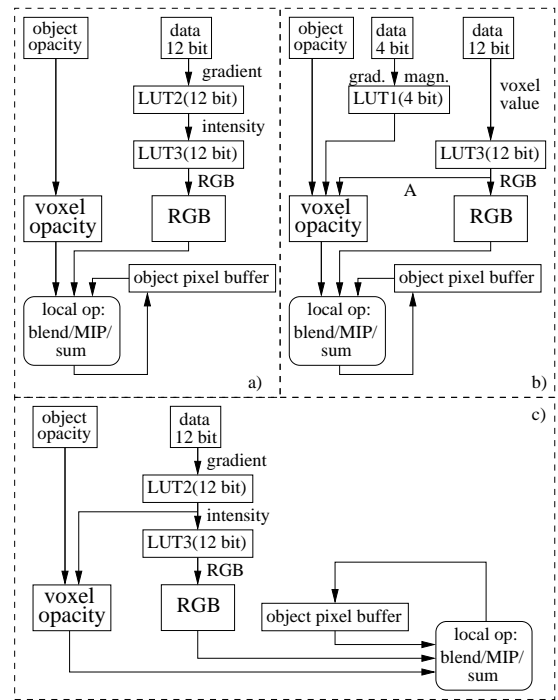 object
opacity
data
12 bit
gradient
LUT2(12 bit)
intensity
LUT3(12 bit)
RGB
voxel
opacity
RGB
object pixel buffer
local op:
blend/MIP/
sum
a)
object
opacity
data
4 bit
data
12 bit
grad. magn.
LUT1(4 bit)
voxel
value
LUT3(12 bit)
RGB
A
voxel
opacity
RGB
object pixel buffer
local op:
blend/MIP/
sum
b)
c)
object
opacity
data
12 bit
gradient
LUT2(12 bit)
intensity
LUT3(12 bit)
RGB
voxel
opacity
RGB
object pixel buffer
local op:
blend/MIP/
sum